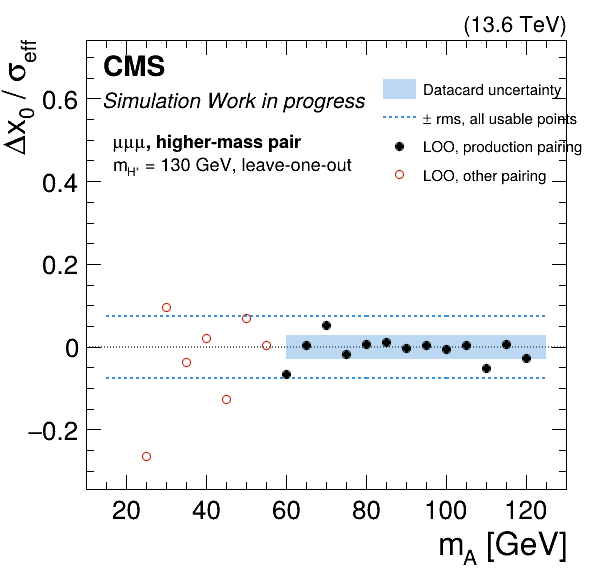 (13.6 TeV)
CMS
Simulation Work in progress
μμμ, higher-mass pair
m_H⁺ = 130 GeV, leave-one-out
Datacard uncertainty
± rms, all usable points
LOO, production pairing
LOO, other pairing
Δx₀ / σ_eff
0.6
0.4
0.2
0
−0.2
20 40 60 80 100 120
m_A [GeV]